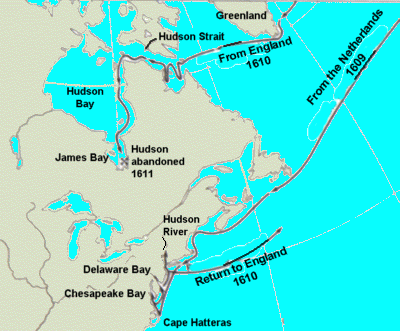 Greenland
Hudson Strait
From England
1610
From the Netherlands
1609
Hudson
Bay
James Bay
Hudson
abandoned
1611
Hudson
River
Delaware Bay
Return to England
1610
Chesapeake Bay
Cape Hatteras